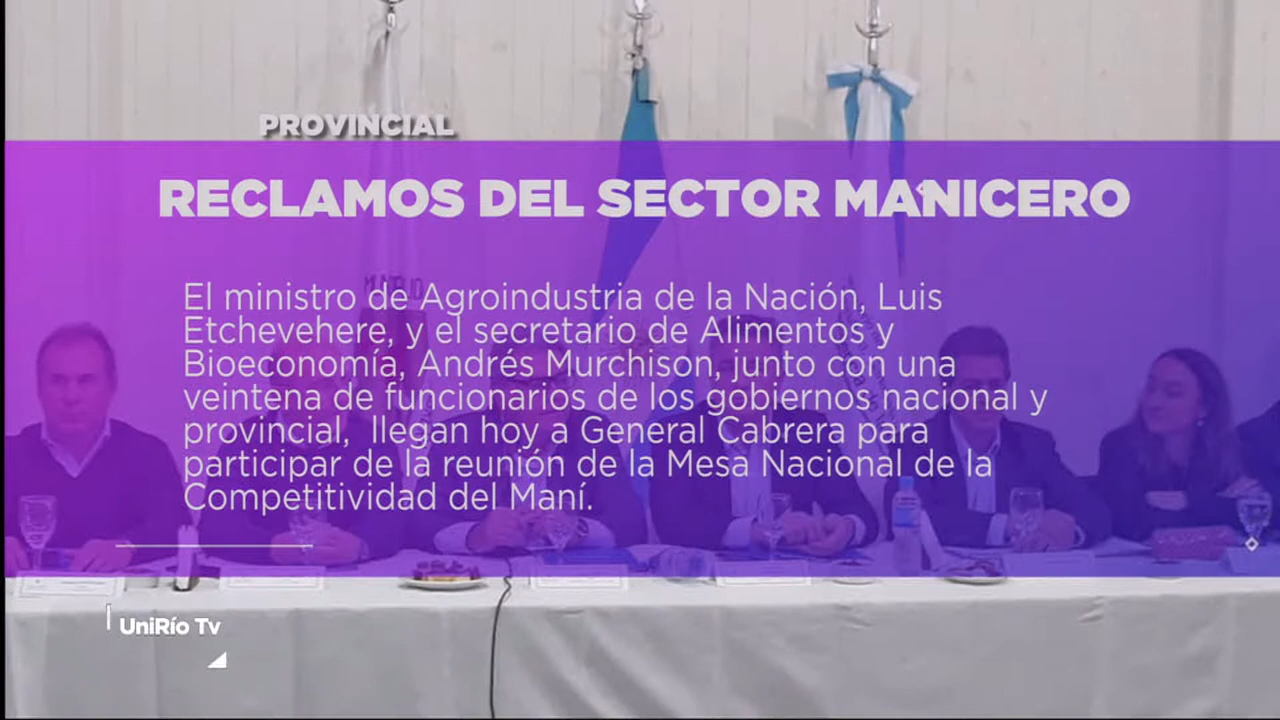 PROVINCIAL
RECLAMOS DEL SECTOR MANICERO
El ministro de Agroindustria de la Nación, Luis
Etchevehere, y el secretario de Alimentos y
Bioeconomía, Andrés Murchison, junto con una
veintena de funcionarios de los gobiernos nacional y
provincial, llegan hoy a General Cabrera para
participar de la reunión de la Mesa Nacional de la
Competitividad del Maní.
UniRío Tv